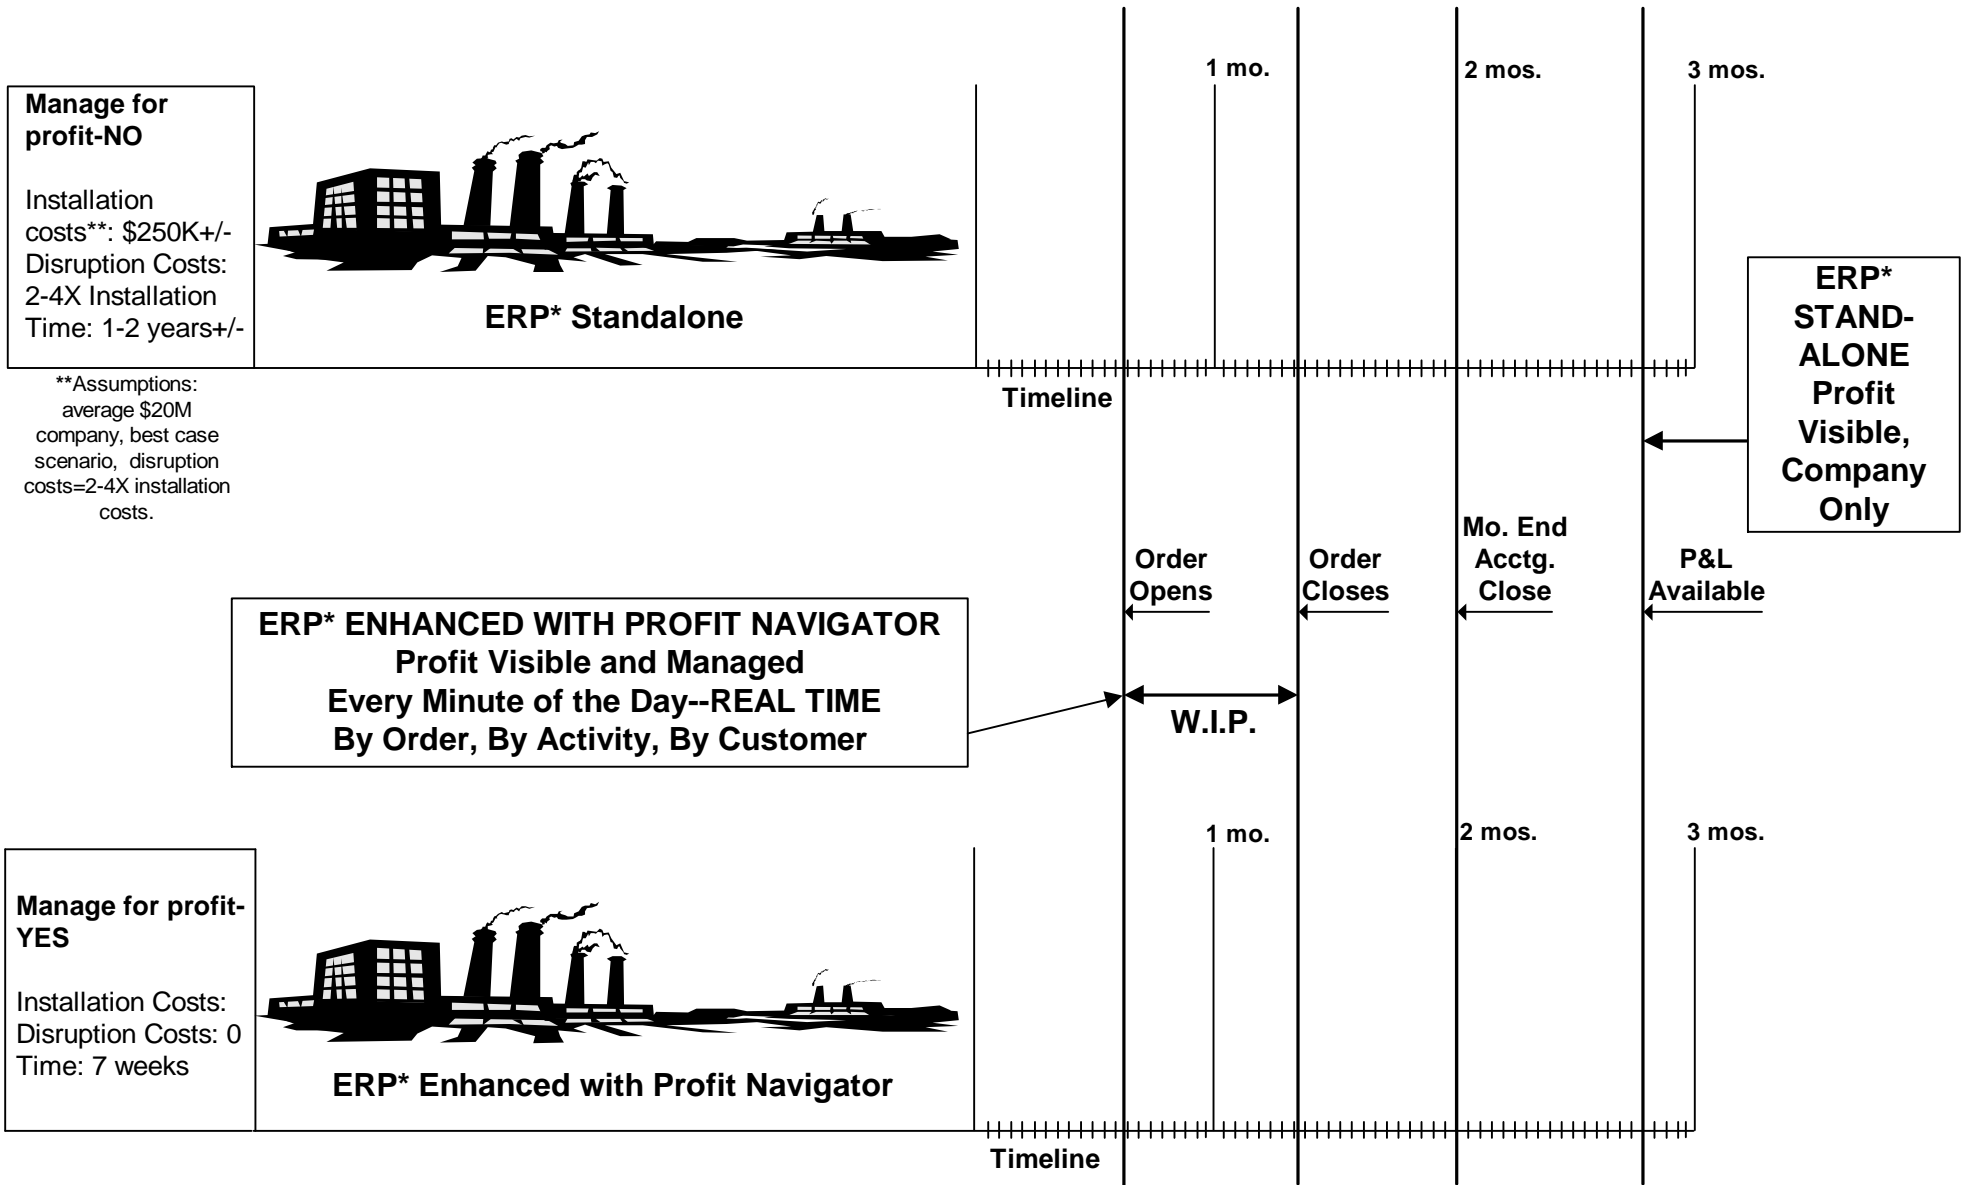 1 mo.
2 mos.
3 mos.
Manage for
profit-NO
Installation
costs**: $250K+/-
Disruption Costs:
2-4X Installation
Time: 1-2 years+/-
ERP* Standalone
Timeline
**Assumptions:
average $20M
company, best case
scenario, disruption
costs=2-4X installation
costs.
ERP*
STAND-
ALONE
Profit
Visible,
Company
Only
Order
Opens
Order
Closes
Mo. End
Acctg.
Close
P&L
Available
ERP* ENHANCED WITH PROFIT NAVIGATOR
Profit Visible and Managed
Every Minute of the Day--REAL TIME
By Order, By Activity, By Customer
W.I.P.
1 mo.
2 mos.
3 mos.
Manage for profit-
YES
Installation Costs:
Disruption Costs: 0
Time: 7 weeks
ERP* Enhanced with Profit Navigator
Timeline